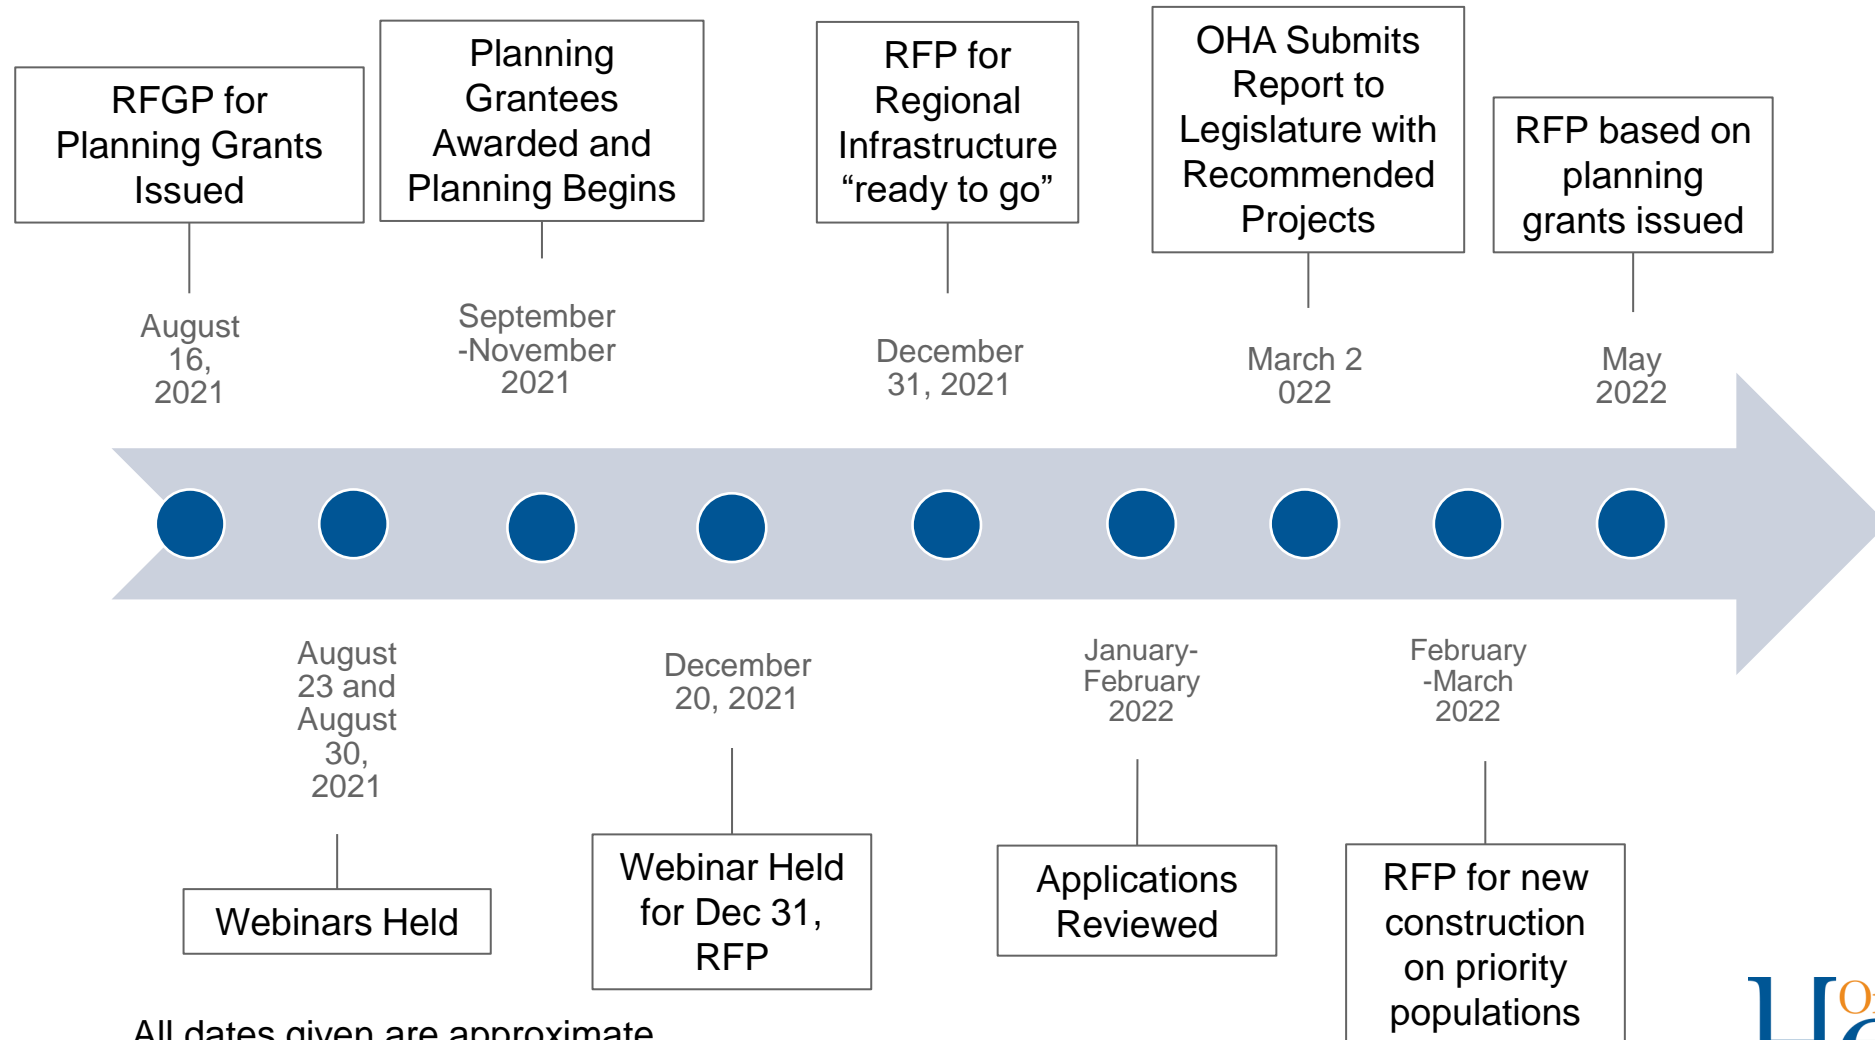 RFGP for
Planning Grants
Issued
Planning
Grantees
Awarded and
Planning Begins
RFP for
Regional
Infrastructure
“ready to go”
OHA Submits
Report to
Legislature with
Recommended
Projects
RFP based on
planning
grants issued
August
16,
2021
September
-November
2021
December
31, 2021
March 2
022
May
2022
August
23 and
August
30,
2021
December
20, 2021
January-
February
2022
February
-March
2022
Webinars Held
Webinar Held
for Dec 31,
RFP
Applications
Reviewed
RFP for new
construction
on priority
populations
All dates given are approximate